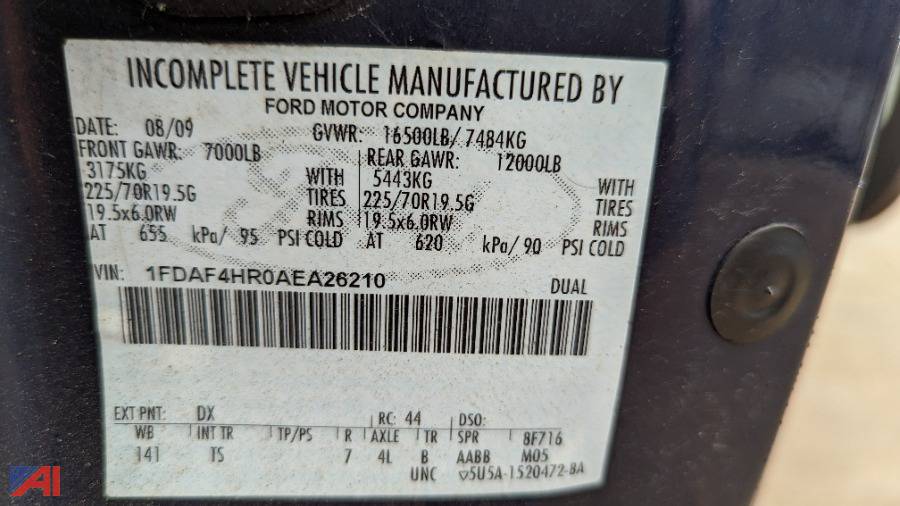 INCOMPLETE VEHICLE MANUFACTURED BY
FORD MOTOR COMPANY
DATE: 08/09 GVWR: 16500LB/ 7484KG
FRONT GAWR: 7000LB REAR GAWR: 12000LB
3175KG WITH 5443KG WITH
225/70R19.5G TIRES 225/70R19.5G TIRES
19.5x6.0RW RIMS 19.5x6.0RW RIMS
AT 655 kPa/ 95 PSI COLD AT 620 kPa/ 90 PSI COLD
VIN: 1FDAF4HR0AEA26210 DUAL
EXT PNT: DX RC: 44 DSO:
WB INT TR TP/PS R AXLE TR SPR 8F716
141 TS 7 4L B AABB M05
UNC 5U5A-1520472-BA
AI